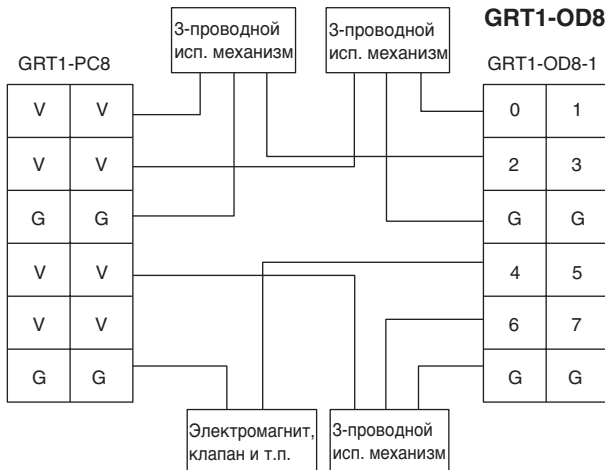 GRT1-OD8
3-проводной
исп. механизм
3-проводной
исп. механизм
GRT1-PC8
GRT1-OD8-1
V V
0 1
V V
2 3
G G
G G
V V
4 5
V V
6 7
G G
G G
Электромагнит,
клапан и т.п.
3-проводной
исп. механизм